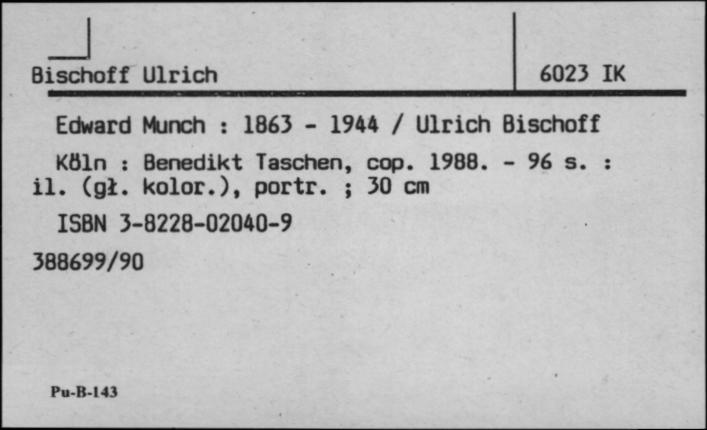 Bischoff Ulrich
6023 IK
Edward Munch : 1863 - 1944 / Ulrich Bischoff
Köln : Benedikt Taschen, cop. 1988. - 96 s. :
il. (gł. kolor.), portr. ; 30 cm
ISBN 3-8228-02040-9
388699/90
Pu-B-143